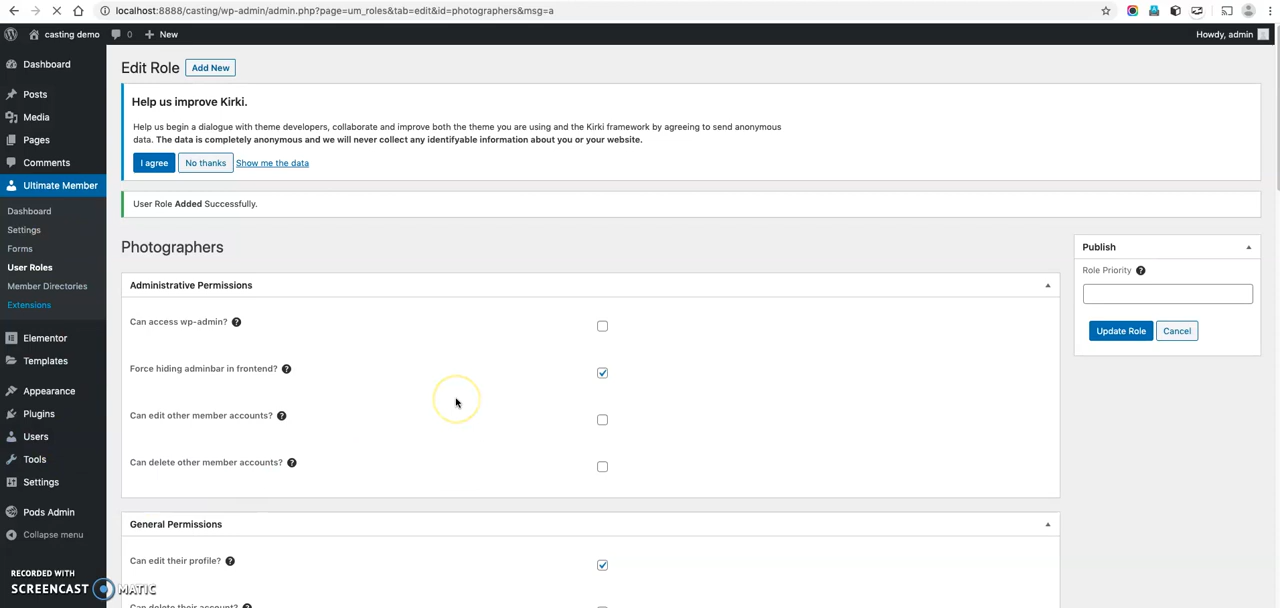 localhost:8888/casting/wp-admin/admin.php?page=um_roles&tab=edit&id=photographers&msg=a
casting demo
0
New
Howdy, admin
Dashboard
Posts
Media
Pages
Comments
Ultimate Member
Dashboard
Settings
Forms
User Roles
Member Directories
Extensions
Elementor
Templates
Appearance
Plugins
Users
Tools
Settings
Pods Admin
Collapse menu
RECORDED WITH
SCREENCAST MATIC
Edit Role Add New
Help us improve Kirki.
Help us begin a dialogue with theme developers, collaborate and improve both the theme you are using and the Kirki framework by agreeing to send anonymous
data. The data is completely anonymous and we will never collect any identifyable information about you or your website.
I agree No thanks Show me the data
User Role Added Successfully.
Photographers
Administrative Permissions
Can access wp-admin? ?
Force hiding adminbar in frontend? ?
Can edit other member accounts? ?
Can delete other member accounts? ?
General Permissions
Can edit their profile? ?
Can delete their account? ?
Publish
Role Priority ?
Update Role Cancel